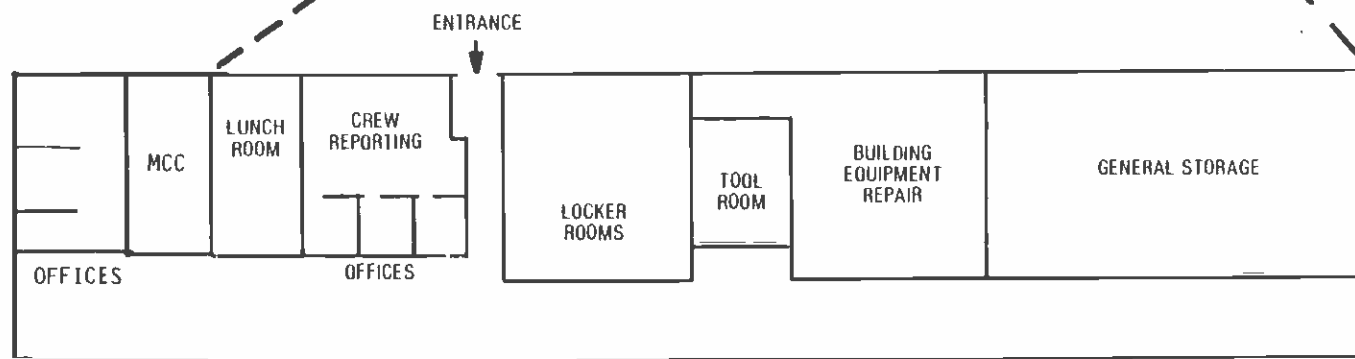 ENTRANCE
MCC
LUNCH
ROOM
CREW
REPORTING
LOCKER
ROOMS
TOOL
ROOM
BUILDING
EQUIPMENT
REPAIR
GENERAL STORAGE
OFFICES
OFFICES